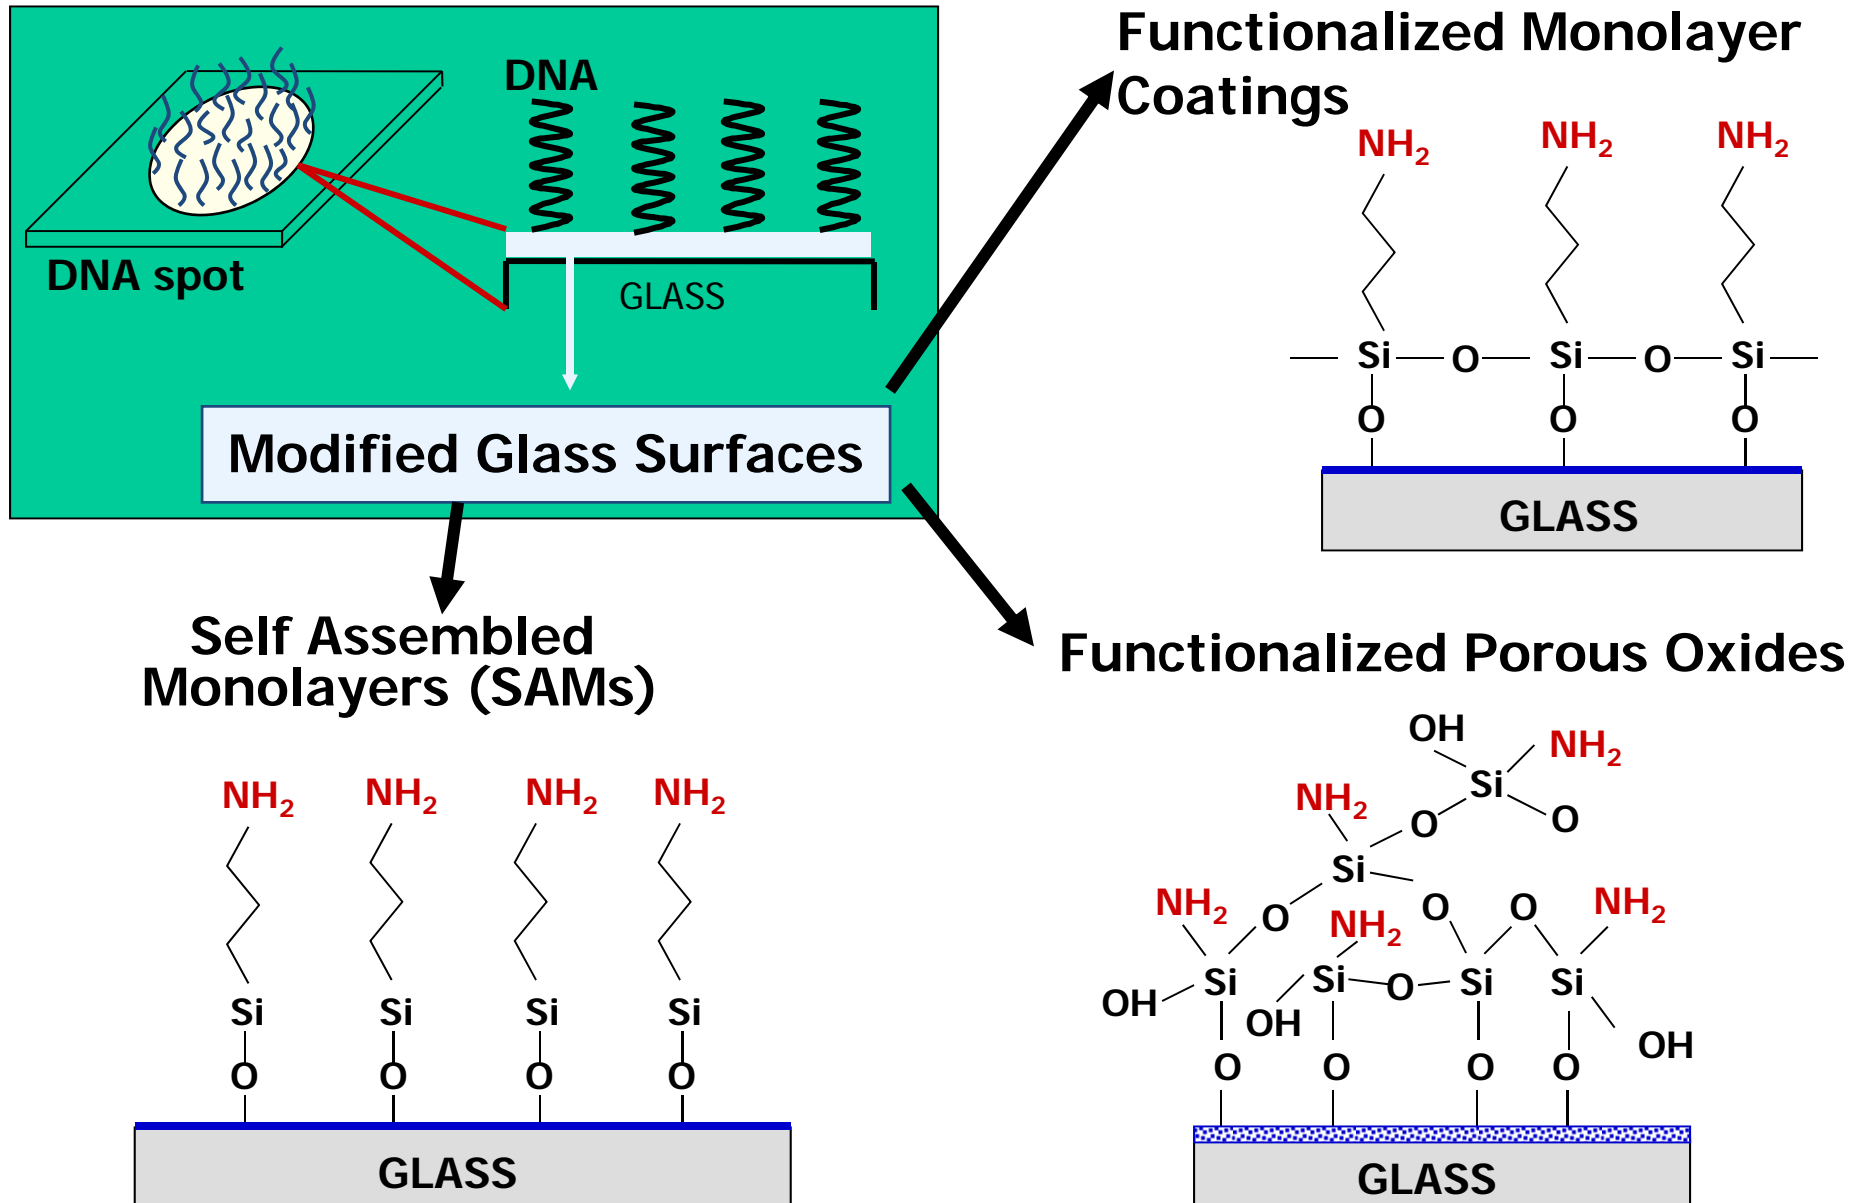 DNA
DNA spot
GLASS
Modified Glass Surfaces
Functionalized Monolayer
Coatings
NH₂ NH₂ NH₂
Si O Si O Si
O O O
GLASS
Self Assembled
Monolayers (SAMs)
NH₂ NH₂ NH₂ NH₂
Si Si Si Si
O O O O
GLASS
Functionalized Porous Oxides
OH NH₂
Si
NH₂ O O
Si
NH₂ O NH₂ O O NH₂
Si Si O Si Si
OH OH OH
O O O O
GLASS